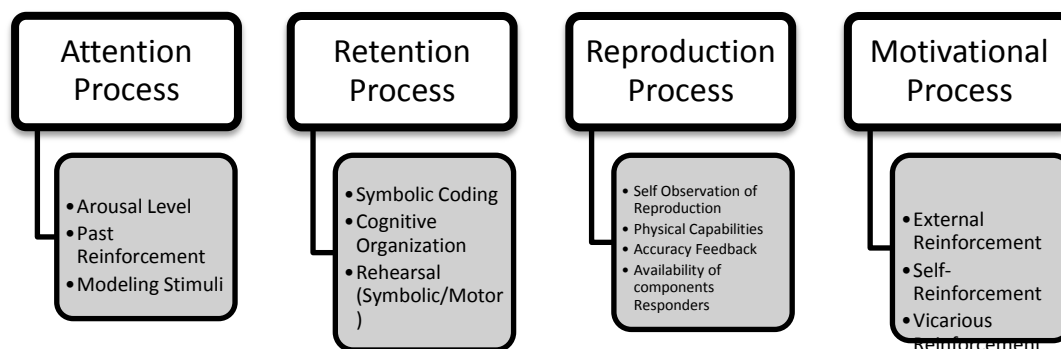 Attention
Process
• Arousal Level
• Past
Reinforcement
• Modeling Stimuli
Retention
Process
• Symbolic Coding
• Cognitive
Organization
• Rehearsal
(Symbolic/Motor
)
Reproduction
Process
• Self Observation of
Reproduction
• Physical Capabilities
• Accuracy Feedback
• Availability of
components
Responders
Motivational
Process
• External
Reinforcement
• Self-
Reinforcement
• Vicarious
Reinforcement